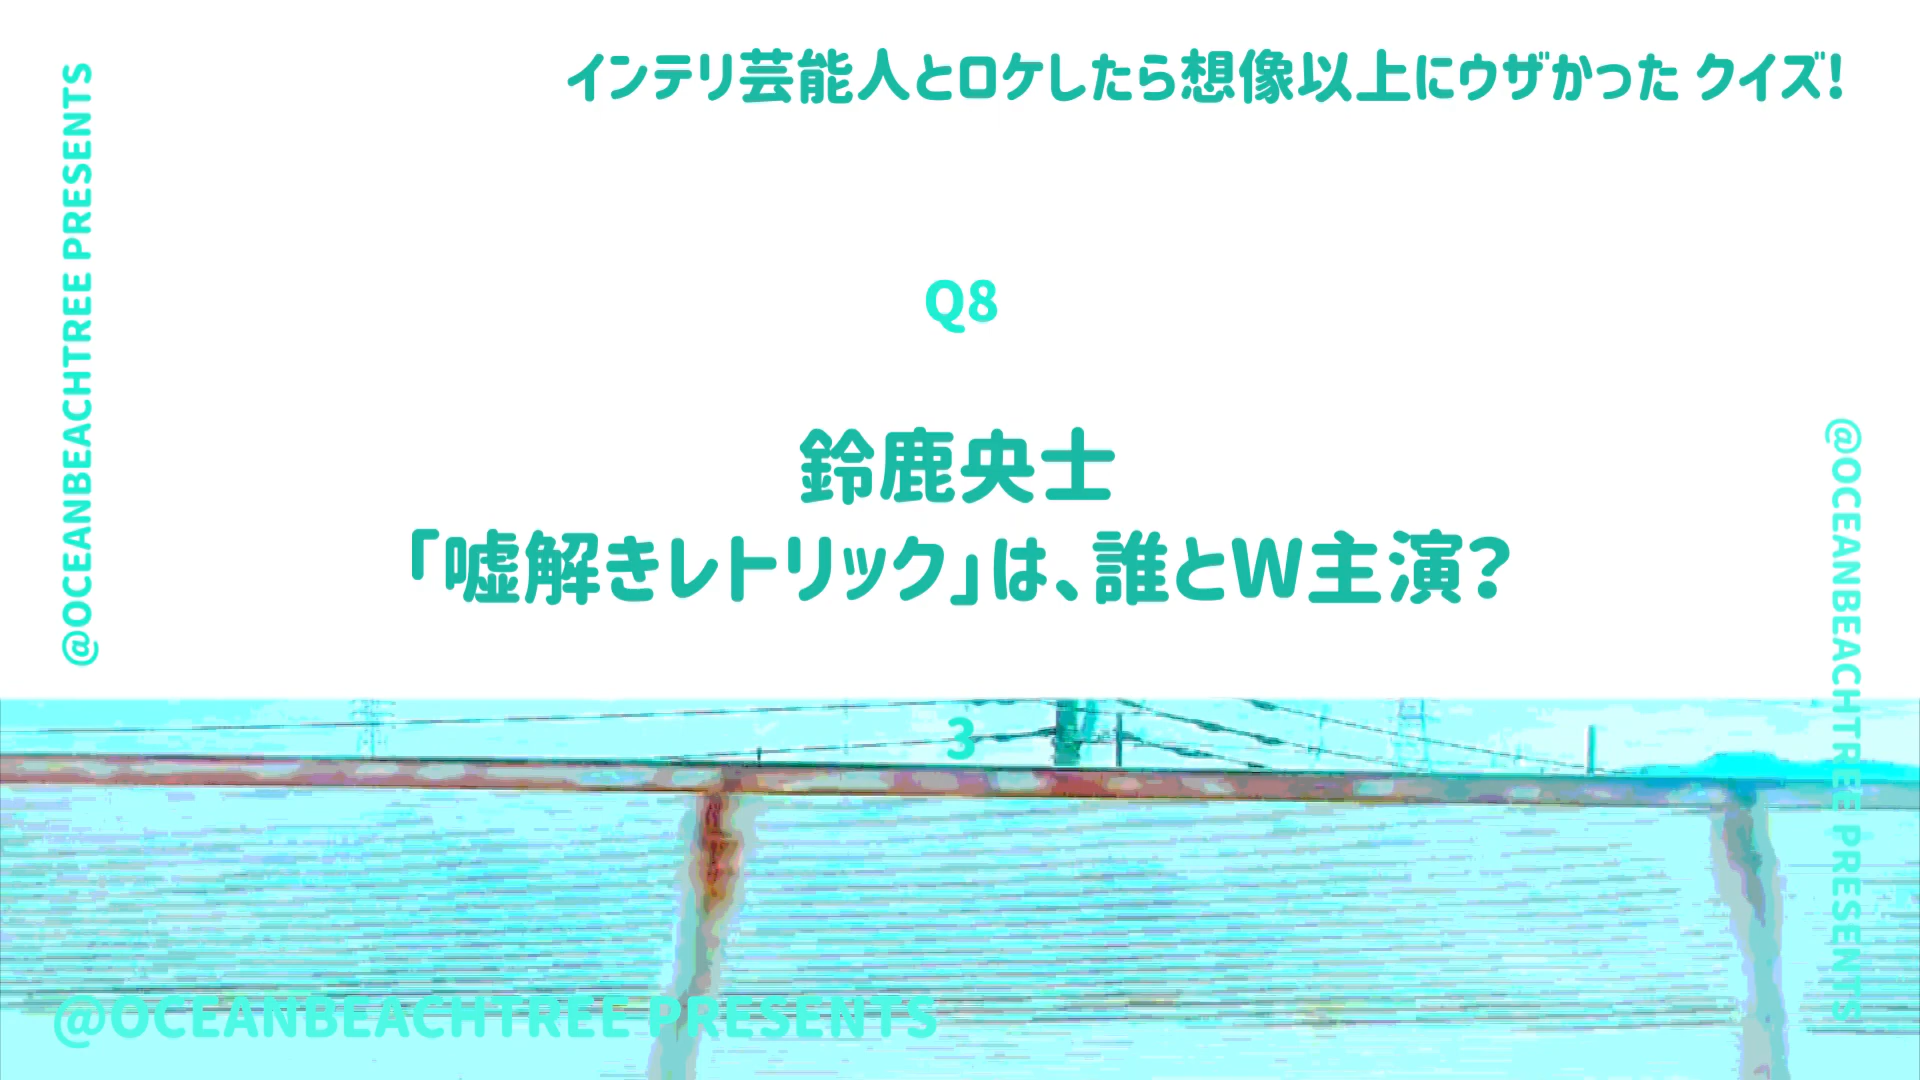 インテリ芸能人とロケしたら想像以上にウザかった クイズ!
@OCEANBEACHTREE PRESENTS
Q8
鈴鹿央士
「嘘解きレトリック」は、誰とW主演?
@OCEANBEACHTREE PRESENTS
3
@OCEANBEACHTREE PRESENTS